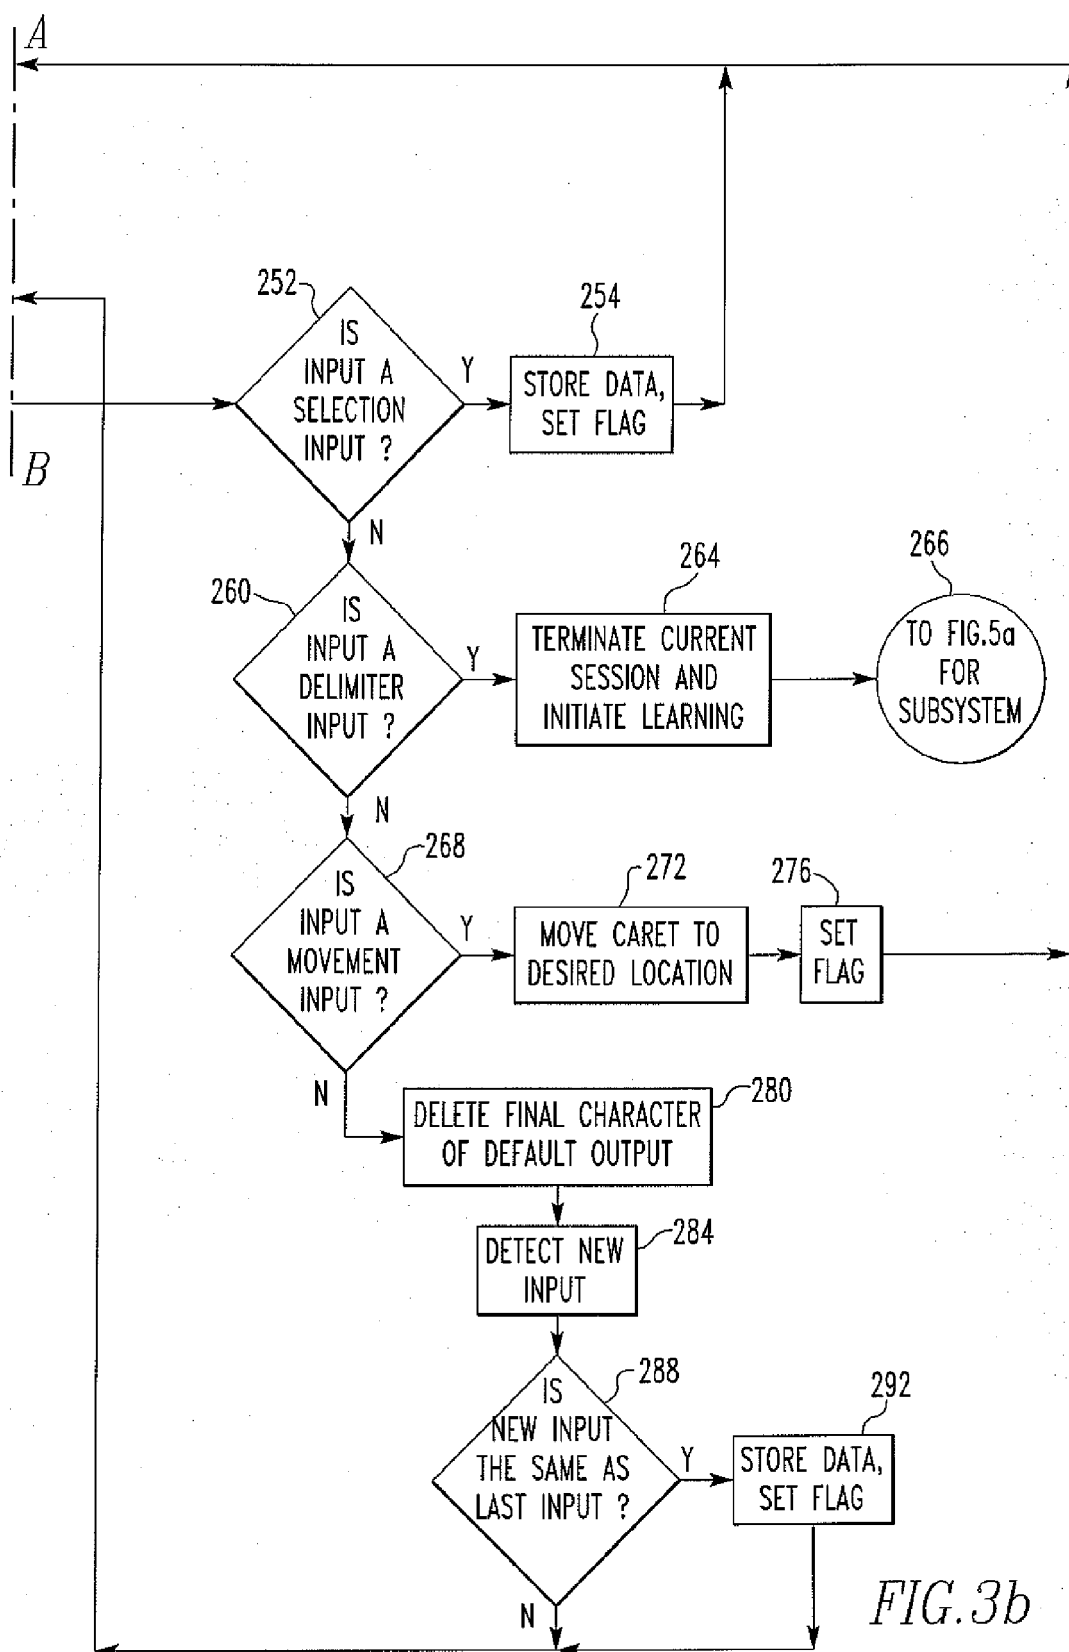 A
252
IS
INPUT A
SELECTION
INPUT ?
Y
254
STORE DATA,
SET FLAG
B
N
260
IS
INPUT A
DELIMITER
INPUT ?
Y
264
TERMINATE CURRENT
SESSION AND
INITIATE LEARNING
266
TO FIG.5a
FOR
SUBSYSTEM
N
268
IS
INPUT A
MOVEMENT
INPUT ?
Y
272
MOVE CARET TO
DESIRED LOCATION
276
SET
FLAG
N
280
DELETE FINAL CHARACTER
OF DEFAULT OUTPUT
284
DETECT NEW
INPUT
288
IS
NEW INPUT
THE SAME AS
LAST INPUT ?
Y
292
STORE DATA,
SET FLAG
N
FIG.3b